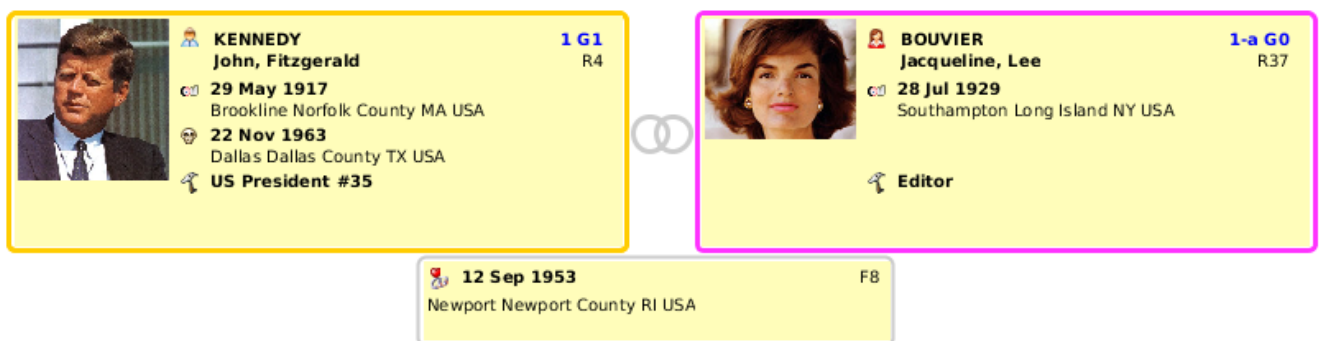 KENNEDY 1 G1
John, Fitzgerald R4
29 May 1917
Brookline Norfolk County MA USA
22 Nov 1963
Dallas Dallas County TX USA
US President #35
BOUVIER 1-a G0
Jacqueline, Lee R37
28 Jul 1929
Southampton Long Island NY USA
Editor
12 Sep 1953 F8
Newport Newport County RI USA